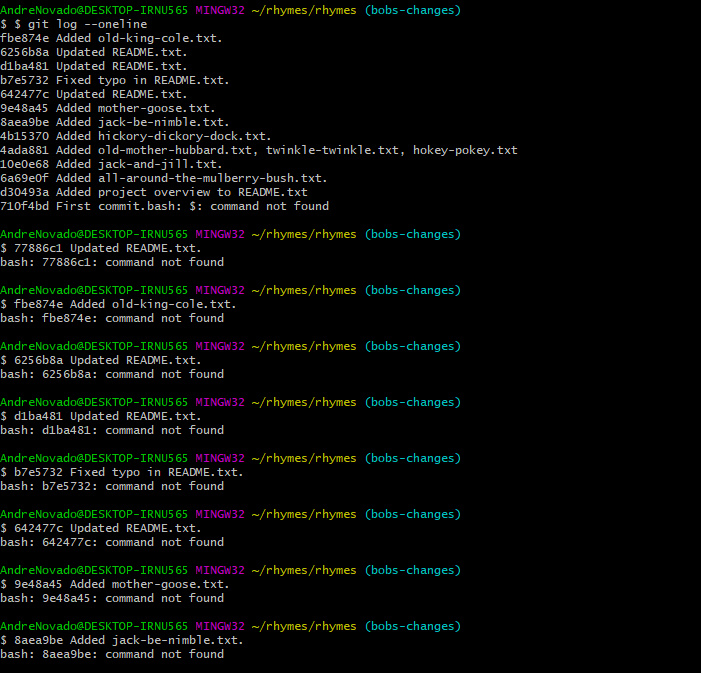 AndreNovado@DESKTOP-IRNU565 MINGW32 ~/rhymes/rhymes (bobs-changes)
$ $ git log --oneline
fbe874e Added old-king-cole.txt.
6256b8a Updated README.txt.
d1ba481 Updated README.txt.
b7e5732 Fixed typo in README.txt.
642477c Updated README.txt.
9e48a45 Added mother-goose.txt.
8aea9be Added jack-be-nimble.txt.
4b15370 Added hickory-dickory-dock.txt.
4ada881 Added old-mother-hubbard.txt, twinkle-twinkle.txt, hokey-pokey.txt
10e0e68 Added jack-and-jill.txt.
6a69e0f Added all-around-the-mulberry-bush.txt.
d30493a Added project overview to README.txt
710f4bd First commit.bash: $: command not found
AndreNovado@DESKTOP-IRNU565 MINGW32 ~/rhymes/rhymes (bobs-changes)
$ 77886c1 Updated README.txt.
bash: 77886c1: command not found
AndreNovado@DESKTOP-IRNU565 MINGW32 ~/rhymes/rhymes (bobs-changes)
$ fbe874e Added old-king-cole.txt.
bash: fbe874e: command not found
AndreNovado@DESKTOP-IRNU565 MINGW32 ~/rhymes/rhymes (bobs-changes)
$ 6256b8a Updated README.txt.
bash: 6256b8a: command not found
AndreNovado@DESKTOP-IRNU565 MINGW32 ~/rhymes/rhymes (bobs-changes)
$ d1ba481 Updated README.txt.
bash: d1ba481: command not found
AndreNovado@DESKTOP-IRNU565 MINGW32 ~/rhymes/rhymes (bobs-changes)
$ b7e5732 Fixed typo in README.txt.
bash: b7e5732: command not found
AndreNovado@DESKTOP-IRNU565 MINGW32 ~/rhymes/rhymes (bobs-changes)
$ 642477c Updated README.txt.
bash: 642477c: command not found
AndreNovado@DESKTOP-IRNU565 MINGW32 ~/rhymes/rhymes (bobs-changes)
$ 9e48a45 Added mother-goose.txt.
bash: 9e48a45: command not found
AndreNovado@DESKTOP-IRNU565 MINGW32 ~/rhymes/rhymes (bobs-changes)
$ 8aea9be Added jack-be-nimble.txt.
bash: 8aea9be: command not found